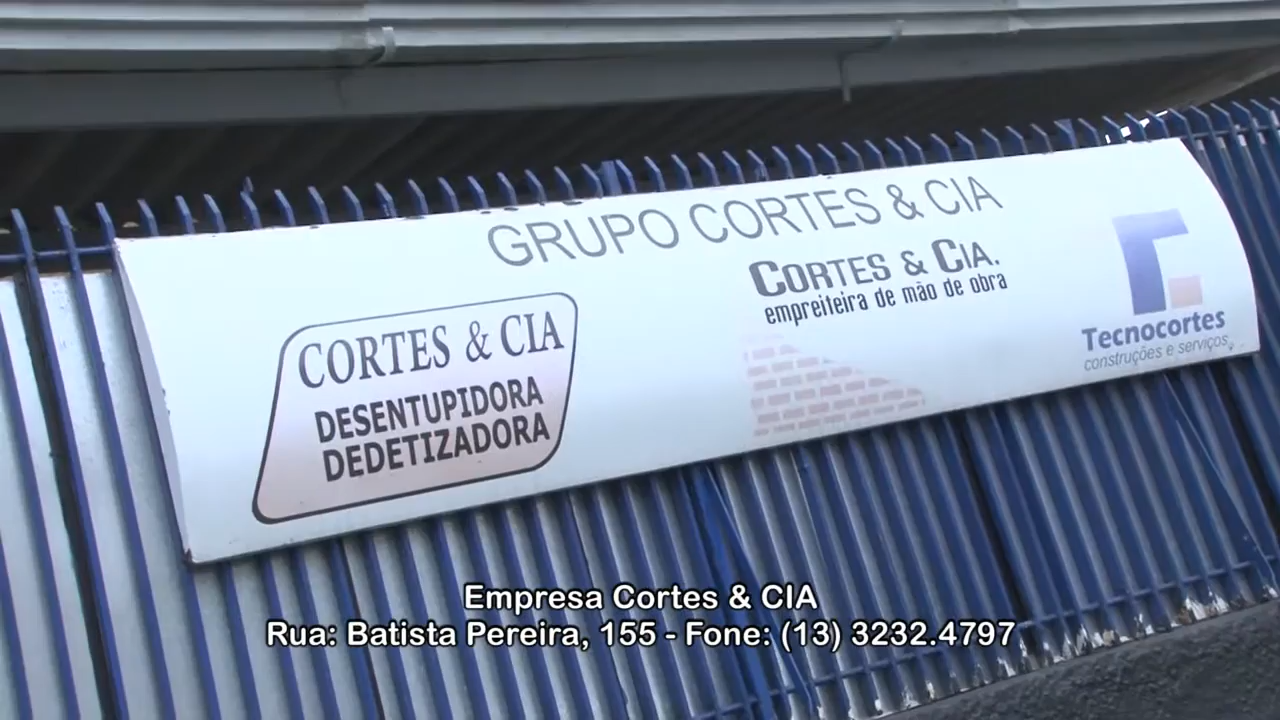 GRUPO CORTES & CIA
CORTES & CIA
DESENTUPIDORA
DEDETIZADORA
CORTES & CIA.
empreiteira de mão de obra
Tecnocortes
construções e serviços
Empresa Cortes & CIA
Rua: Batista Pereira, 155 - Fone: (13) 3232.4797